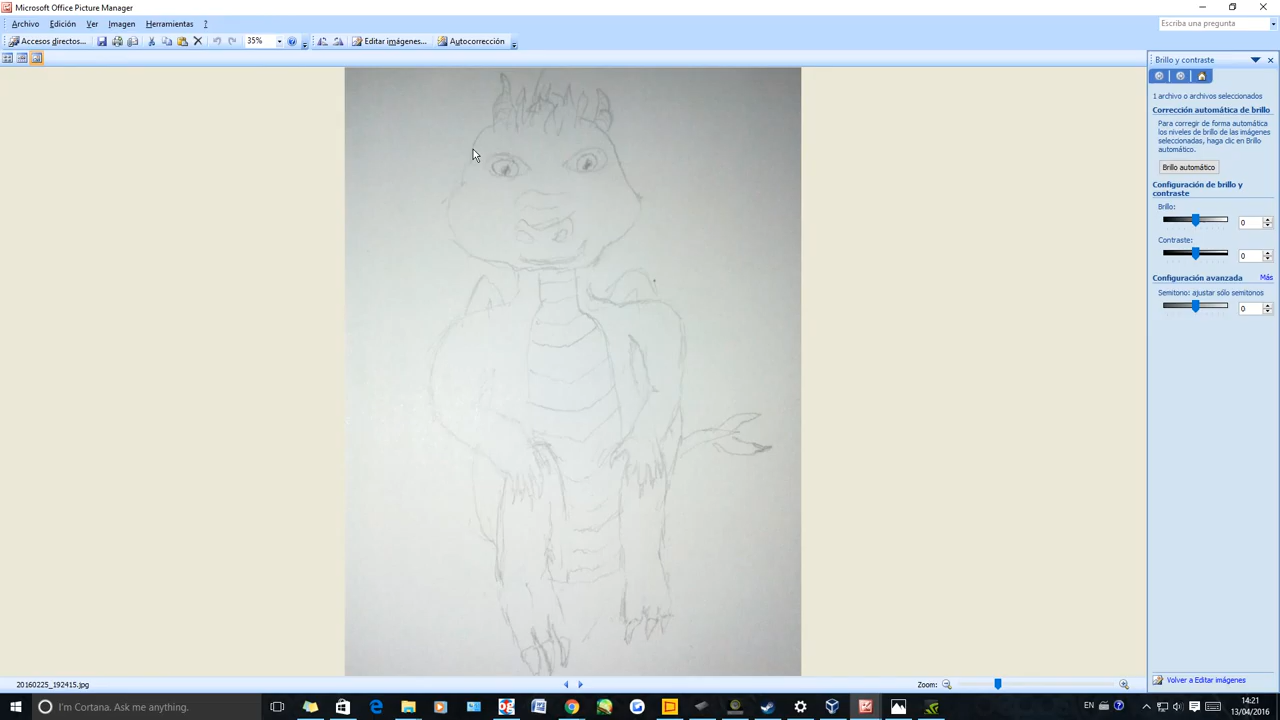 Microsoft Office Picture Manager
Archivo Edición Ver Imagen Herramientas ?
Escriba una pregunta
Accesos directos... 35% Editar imágenes... Autocorrección
Brillo y contraste
1 archivo o archivos seleccionados
Corrección automática de brillo
Para corregir de forma automática
los niveles de brillo de las imágenes
seleccionadas, haga clic en Brillo
automático.
Brillo automático
Configuración de brillo y
contraste
Brillo:
0
Contraste:
0
Configuración avanzada Más
Semitono: ajustar sólo semitonos
0
Volver a Editar imágenes
20160225_192415.jpg
Zoom:
I'm Cortana. Ask me anything.
EN
14:21
13/04/2016